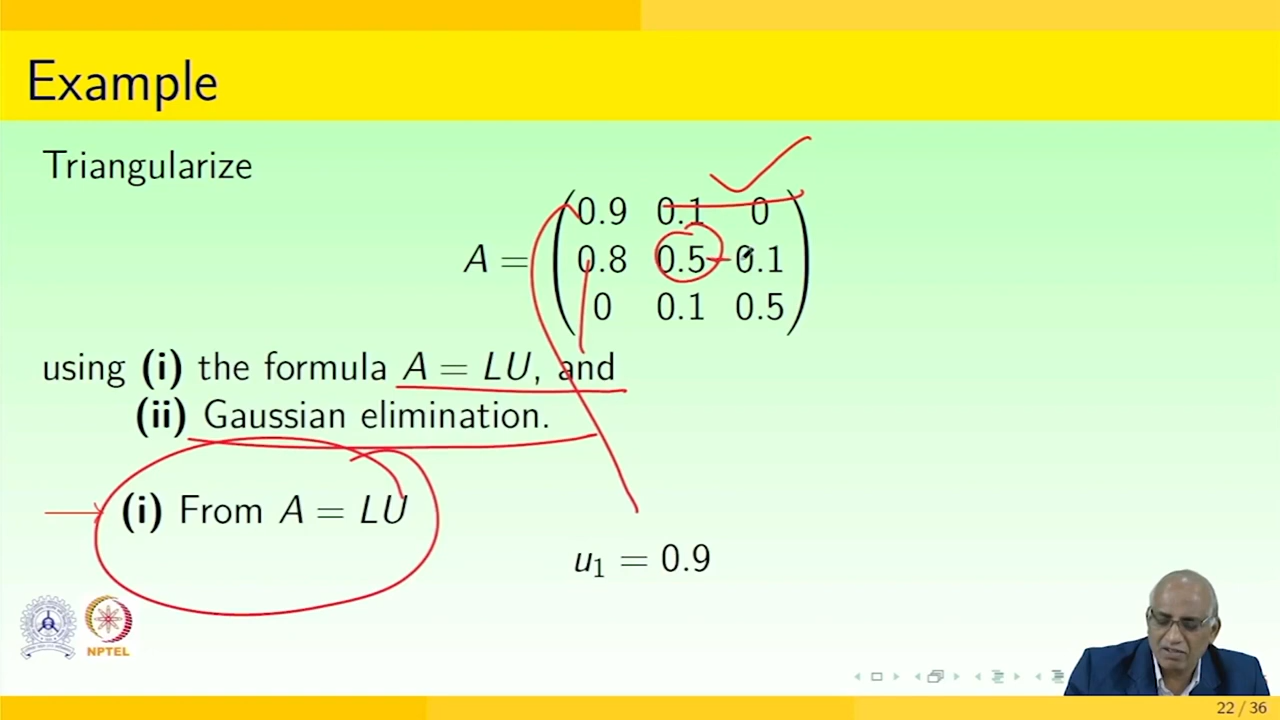 Example
Triangularize
A = ( 0.9 0.1 0
0.8 0.5 0.1
0 0.1 0.5 )
using (i) the formula A = LU, and
(ii) Gaussian elimination.
(i) From A = LU
u₁ = 0.9
NPTEL
22 / 36